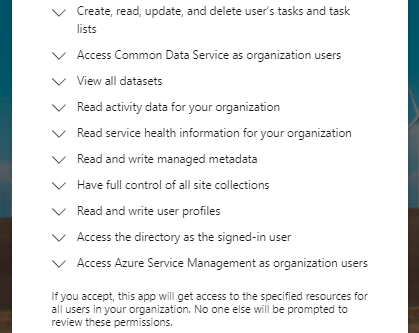 Create, read, update, and delete user's tasks and task
lists
Access Common Data Service as organization users
View all datasets
Read activity data for your organization
Read service health information for your organization
Read and write managed metadata
Have full control of all site collections
Read and write user profiles
Access the directory as the signed-in user
Access Azure Service Management as organization users
If you accept, this app will get access to the specified resources for
all users in your organization. No one else will be prompted to
review these permissions.